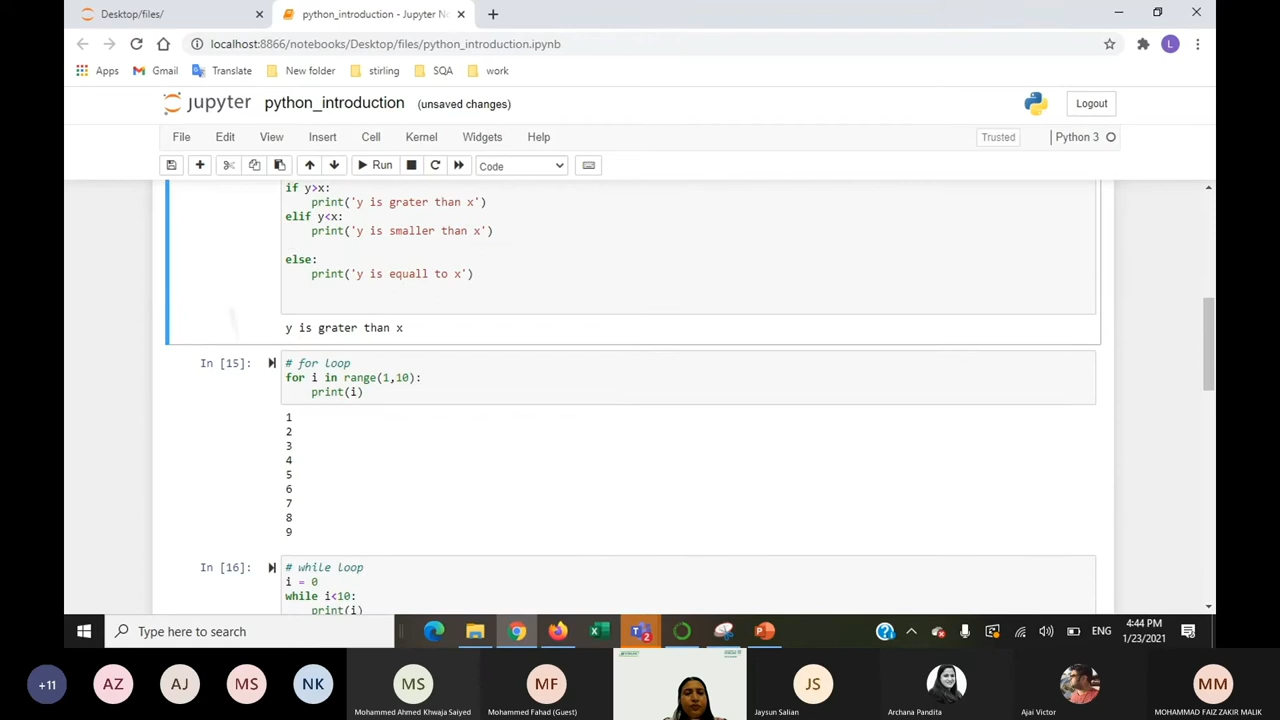 Desktop/files/
python_introduction - Jupyter No
localhost:8866/notebooks/Desktop/files/python_introduction.ipynb
L
Apps
Gmail
Translate
New folder
stirling
SQA
work
jupyter python_introduction (unsaved changes)
Logout
File Edit View Insert Cell Kernel Widgets Help
Trusted
Python 3
Run
Code
if y>x:
print('y is grater than x')
elif y<x:
print('y is smaller than x')
else:
print('y is equall to x')
y is grater than x
In [15]:
# for loop
for i in range(1,10):
print(i)
1
2
3
4
5
6
7
8
9
In [16]:
# while loop
i = 0
while i<10:
print(i)
Type here to search
2
ENG
4:44 PM
1/23/2021
+11
AZ
AJ
MS
NK
MS
Mohammed Ahmed Khwaja Saiyed
MF
Mohammed Fahad (Guest)
JS
Jaysun Salian
Archana Pandita
Ajai Victor
MM
MOHAMMAD FAIZ ZAKIR MALIK